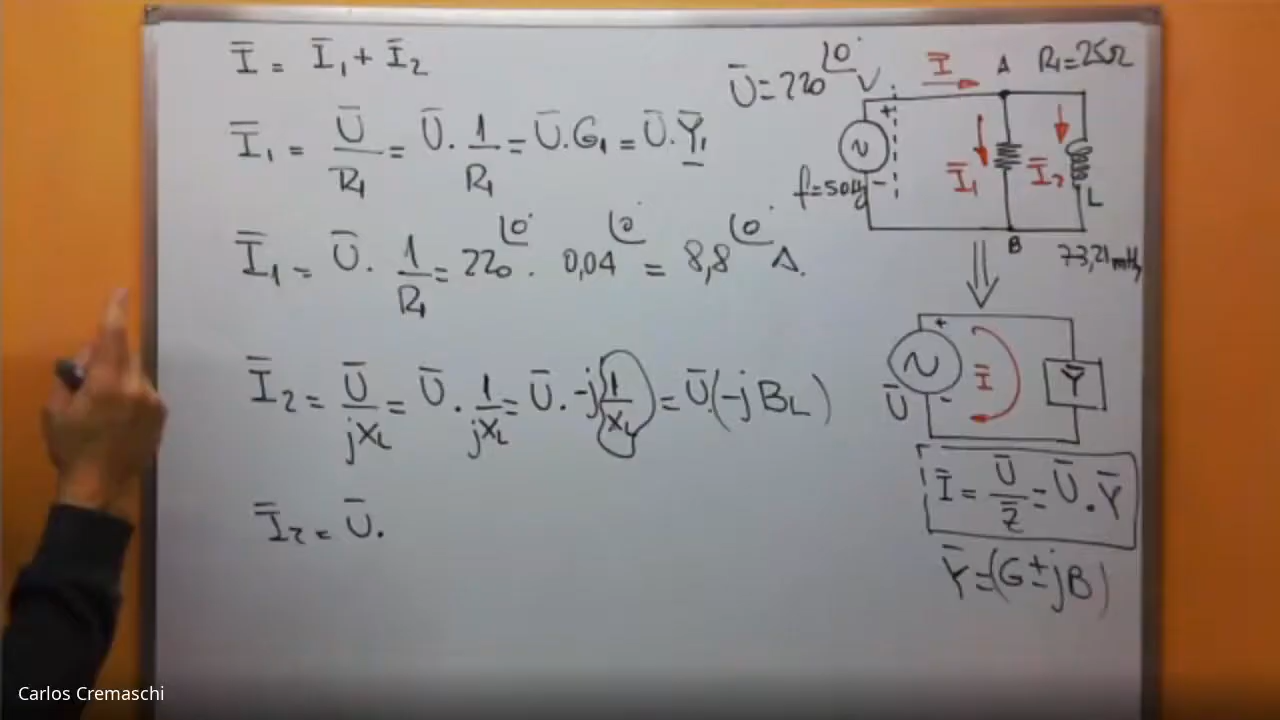 Ī = Ī₁ + Ī₂
Ī₁ = Ū/R₁ = Ū · 1/R₁ = Ū · G₁ = Ū · Ȳ₁
Ī₁ = Ū · 1/R₁ = 220∠0° · 0,04∠0° = 8,8∠0° A.
Ī₂ = Ū/jX_L = Ū · 1/jX_L = Ū · -j 1/X_L = Ū·(-j B_L)
Ī₂ = Ū ·
Ū = 220∠0° V
Ī
A
R₁ = 25Ω
+
∿
f = 50Hz
-
Ī₁
Ī₂
L
B
73,21 mHy
+
∿
Ū
-
Ī
Ȳ
Ī = Ū/Z̄ = Ū · Ȳ
Ȳ = (G ± jB)
Carlos Cremaschi